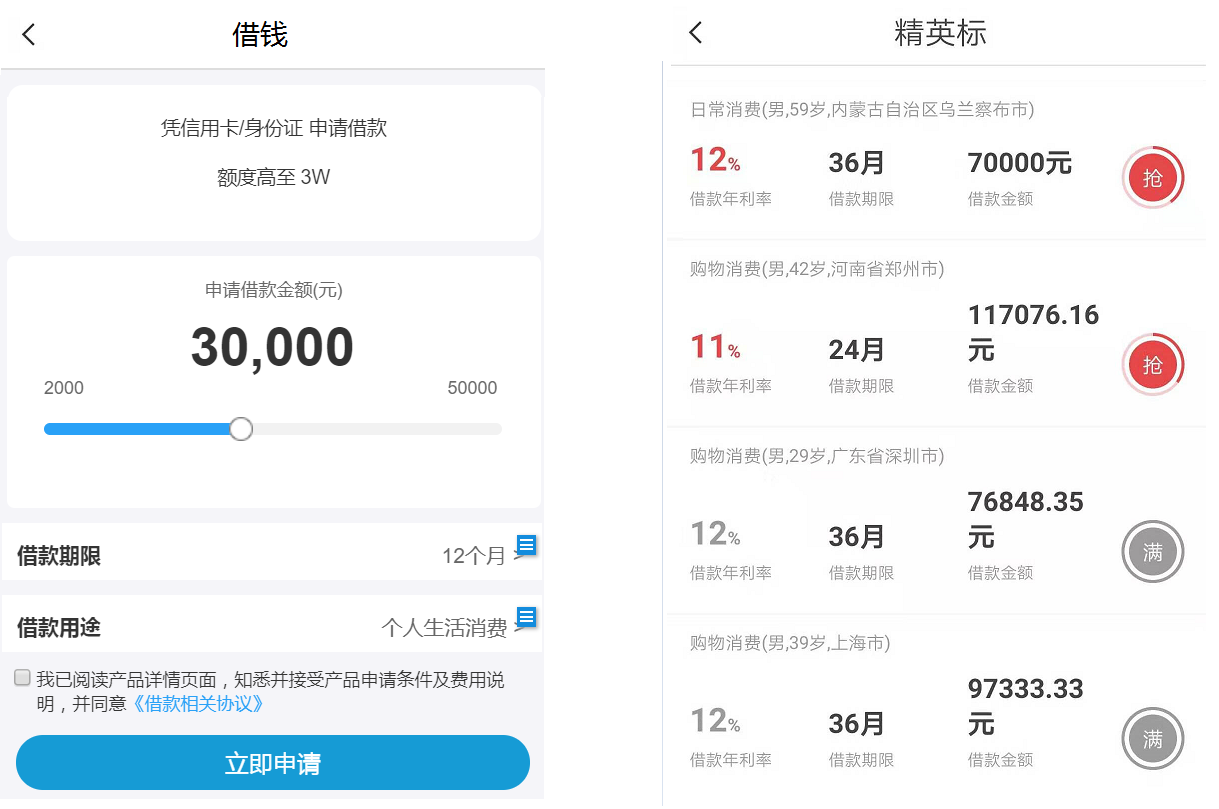 借钱
凭信用卡/身份证 申请借款
额度高至 3W
申请借款金额(元)
30,000
2000
50000
借款期限
12个月 >
借款用途
个人生活消费 >
我已阅读产品详情页面，知悉并接受产品申请条件及费用说
明，并同意《借款相关协议》
立即申请
精英标
日常消费(男,59岁,内蒙古自治区乌兰察布市)
12% 36月 70000元 抢
借款年利率 借款期限 借款金额
购物消费(男,42岁,河南省郑州市)
117076.16
11% 24月 元 抢
借款年利率 借款期限 借款金额
购物消费(男,29岁,广东省深圳市)
76848.35
12% 36月 元 满
借款年利率 借款期限 借款金额
购物消费(男,39岁,上海市)
97333.33
12% 36月 元 满
借款年利率 借款期限 借款金额